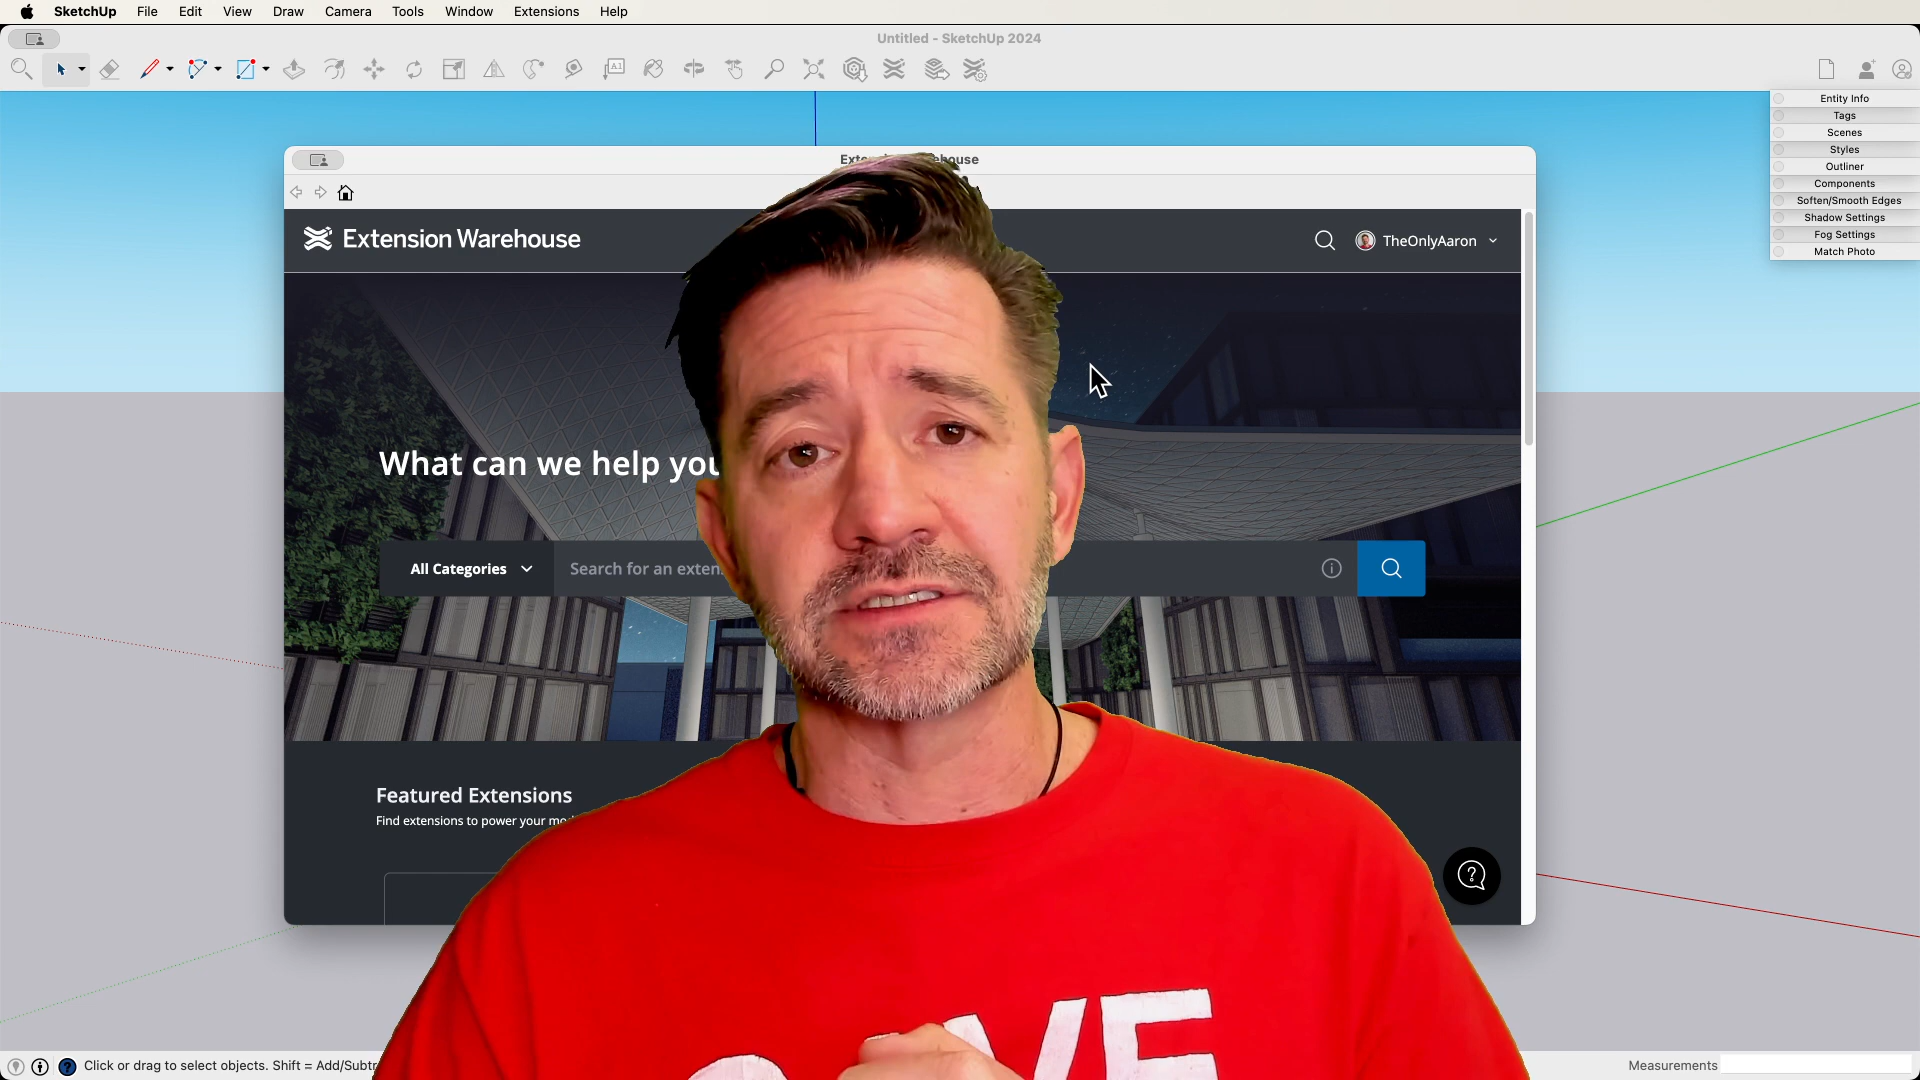 SketchUp File Edit View Draw Camera Tools Window Extensions Help
Untitled - SketchUp 2024
A1
Entity Info
Tags
Scenes
Styles
Outliner
Components
Soften/Smooth Edges
Shadow Settings
Fog Settings
Match Photo
Extension Warehouse
TheOnlyAaron
What can we help you
All Categories
Search for an exten
Featured Extensions
Find extensions to power your mo
Click or drag to select objects. Shift = Add/Subtr
Measurements